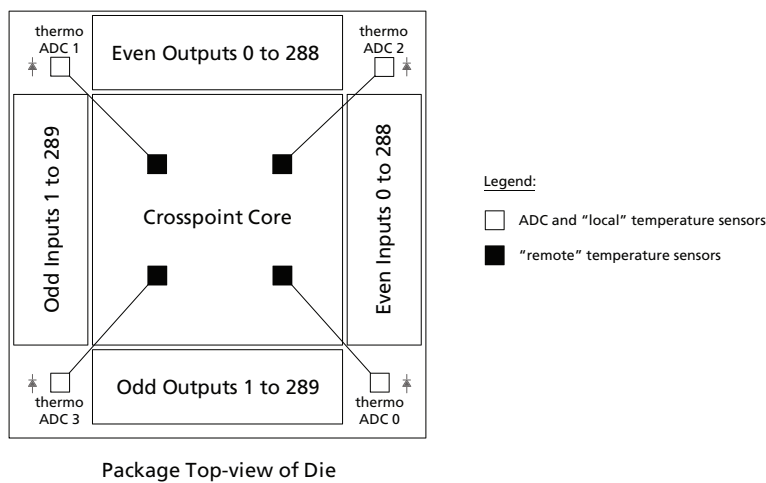 thermo
ADC 1
Even Outputs 0 to 288
thermo
ADC 2
Odd Inputs 1 to 289
Crosspoint Core
Even Inputs 0 to 288
thermo
ADC 3
Odd Outputs 1 to 289
thermo
ADC 0
Package Top-view of Die
Legend:
ADC and “local” temperature sensors
“remote” temperature sensors